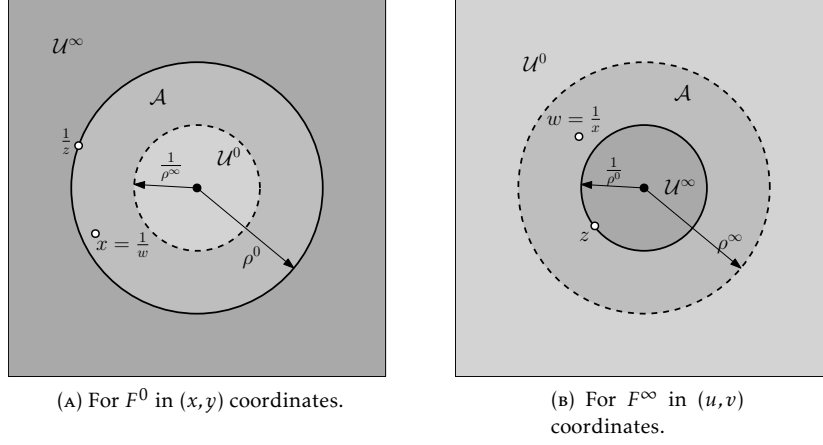 𝒰^∞
𝒜
1/z
𝒰^0
1/ρ^∞
x = 1/w
ρ^0
(A) For F^0 in (x, y) coordinates.
𝒰^0
𝒜
w = 1/x
1/ρ^0
𝒰^∞
z
ρ^∞
(B) For F^∞ in (u, v)
coordinates.